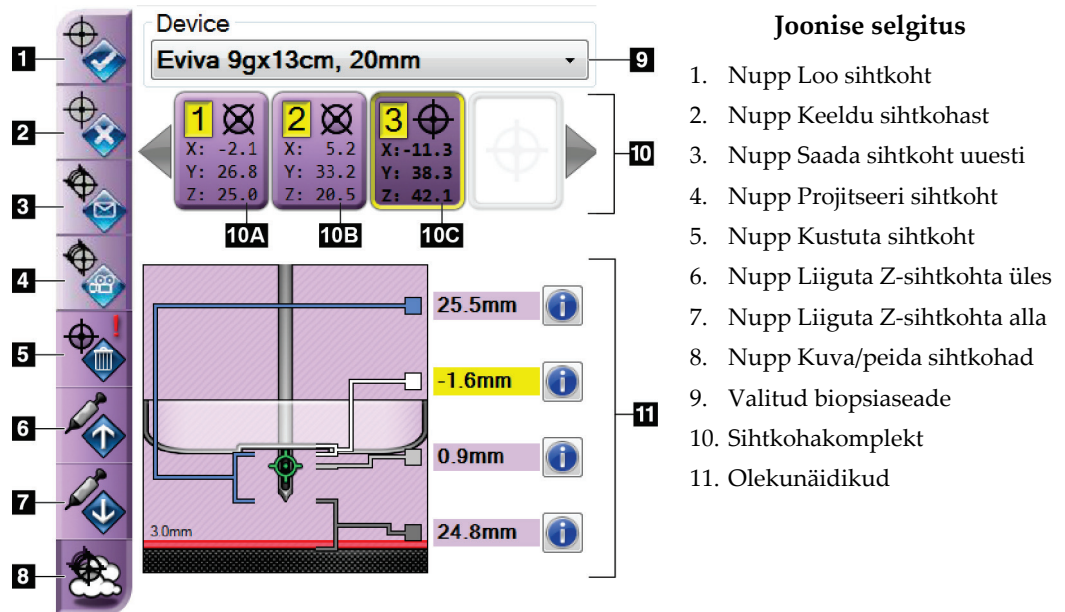 Device
1
Eviva 9gx13cm, 20mm
9
2
1
X: -2.1
Y: 26.8
Z: 25.0
2
X: 5.2
Y: 33.2
Z: 20.5
3
X:-11.3
Y: 38.3
Z: 42.1
10
3
10A
10B
10C
4
25.5mm
5
-1.6mm
11
6
0.9mm
7
3.0mm
24.8mm
8
Joonise selgitus
1. Nupp Loo sihtkoht
2. Nupp Keeldu sihtkohast
3. Nupp Saada sihtkoht uuesti
4. Nupp Projitseeri sihtkoht
5. Nupp Kustuta sihtkoht
6. Nupp Liiguta Z-sihtkohta üles
7. Nupp Liiguta Z-sihtkohta alla
8. Nupp Kuva/peida sihtkohad
9. Valitud biopsiaseade
10. Sihtkohakomplekt
11. Olekunäidikud